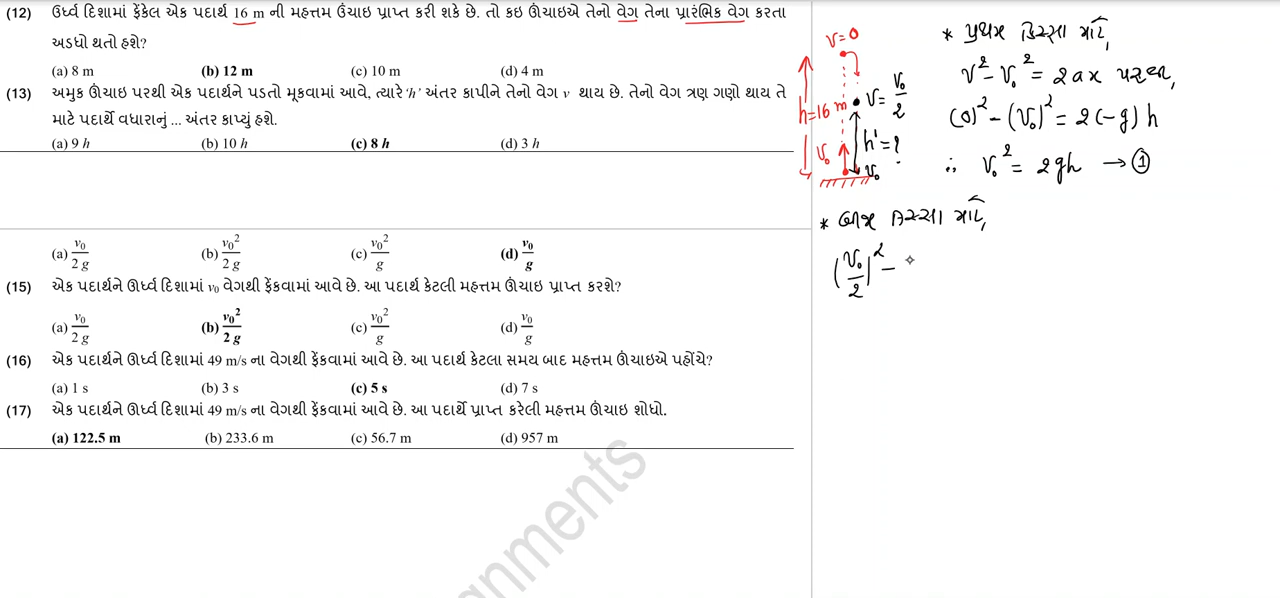 (12) ઉર્ધ્વ દિશામાં ફેંકેલ એક પદાર્થ 16 m ની મહત્તમ ઉંચાઇ પ્રાપ્ત કરી શકે છે. તો કઇ ઊંચાઇએ તેનો વેગ તેના પ્રારંભિક વેગ કરતા
અડધો થતો હશે?
(a) 8 m (b) 12 m (c) 10 m (d) 4 m
(13) અમુક ઊંચાઇ પરથી એક પદાર્થને પડતો મૂકવામાં આવે, ત્યારે 'h' અંતર કાપીને તેનો વેગ v થાય છે. તેનો વેગ ત્રણ ગણો થાય તે
માટે પદાર્થે વધારાનું ... અંતર કાપ્યું હશે.
(a) 9 h (b) 10 h (c) 8 h (d) 3 h
(a) v₀/2 g (b) v₀²/2 g (c) v₀²/g (d) v₀/g
(15) એક પદાર્થને ઊર્ધ્વ દિશામાં v₀ વેગથી ફેંકવામાં આવે છે. આ પદાર્થ કેટલી મહત્તમ ઊંચાઇ પ્રાપ્ત કરશે?
(a) v₀/2 g (b) v₀²/2 g (c) v₀²/g (d) v₀/g
(16) એક પદાર્થને ઊર્ધ્વ દિશામાં 49 m/s ના વેગથી ફેંકવામાં આવે છે. આ પદાર્થ કેટલા સમય બાદ મહત્તમ ઊંચાઇએ પહોંચે?
(a) 1 s (b) 3 s (c) 5 s (d) 7 s
(17) એક પદાર્થને ઊર્ધ્વ દિશામાં 49 m/s ના વેગથી ફેંકવામાં આવે છે. આ પદાર્થે પ્રાપ્ત કરેલી મહત્તમ ઊંચાઇ શોધો.
(a) 122.5 m (b) 233.6 m (c) 56.7 m (d) 957 m
v=0
h=16 m
v = v₀/2
h' = ?
v₀
v₀
* પ્રથમ કિસ્સા માટે,
v² - v₀² = 2ax પરથી,
(0)² - (v₀)² = 2(-g) h
∴ v₀² = 2gh → ①
* બીજા કિસ્સા માટે,
(v₀/2)² -